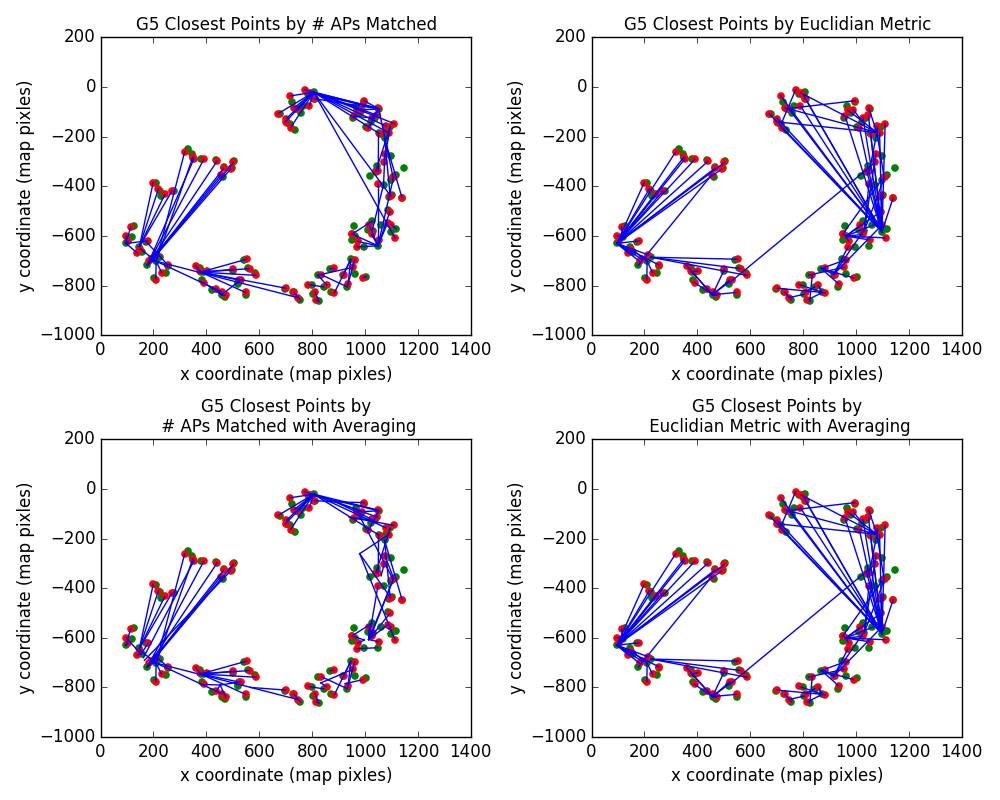 G5 Closest Points by # APs Matched
200
0
−200
−400
−600
−800
−1000
0 200 400 600 800 1000 1200 1400
x coordinate (map pixles)
y coordinate (map pixles)
G5 Closest Points by Euclidian Metric
200
0
−200
−400
−600
−800
−1000
0 200 400 600 800 1000 1200 1400
x coordinate (map pixles)
y coordinate (map pixles)
G5 Closest Points by
# APs Matched with Averaging
200
0
−200
−400
−600
−800
−1000
0 200 400 600 800 1000 1200 1400
x coordinate (map pixles)
y coordinate (map pixles)
G5 Closest Points by
Euclidian Metric with Averaging
200
0
−200
−400
−600
−800
−1000
0 200 400 600 800 1000 1200 1400
x coordinate (map pixles)
y coordinate (map pixles)